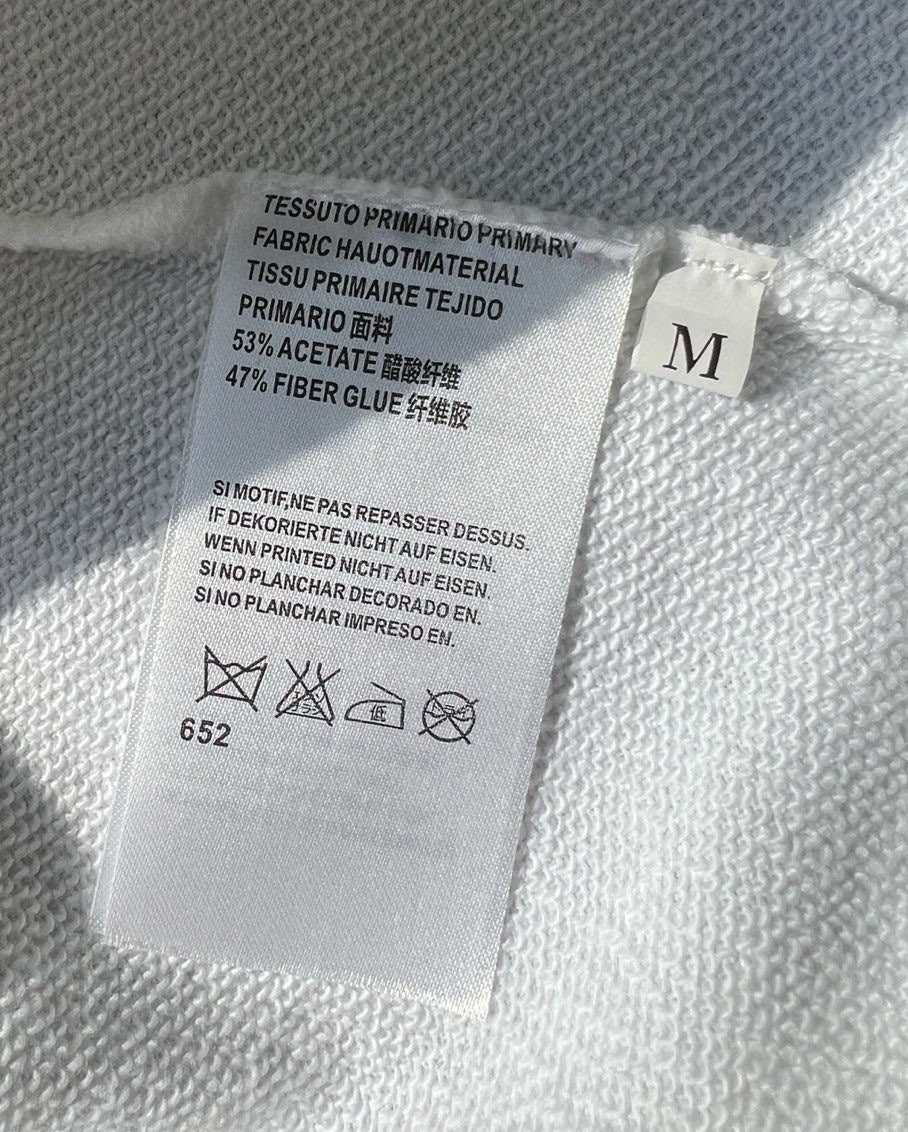 TESSUTO PRIMARIO PRIMARY
FABRIC HAUOTMATERIAL
TISSU PRIMAIRE TEJIDO
PRIMARIO 面料
53% ACETATE 醋酸纤维
47% FIBER GLUE 纤维胶
M
SI MOTIF,NE PAS REPASSER DESSUS.
IF DEKORIERTE NICHT AUF EISEN.
WENN PRINTED NICHT AUF EISEN.
SI NO PLANCHAR DECORADO EN.
SI NO PLANCHAR IMPRESO EN.
低
652